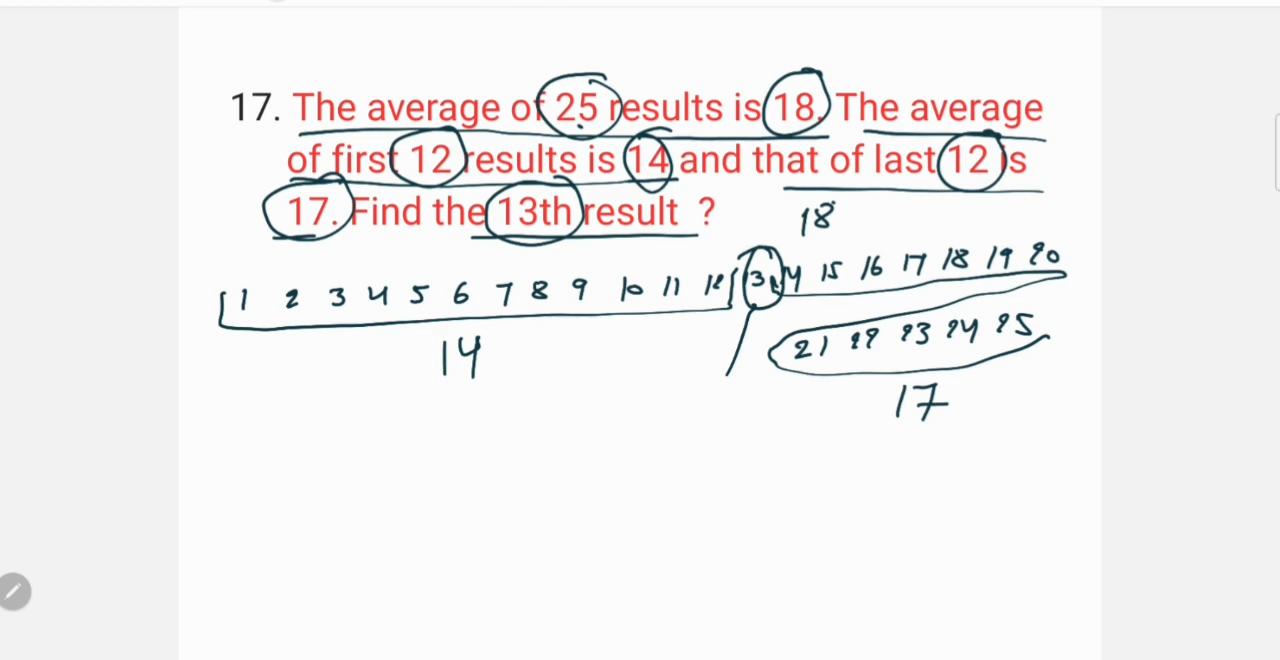 17. The average of 25 results is 18. The average
of first 12 results is 14 and that of last 12 is
17. Find the 13th result ?
18
1 2 3 4 5 6 7 8 9 10 11 12 13 14 15 16 17 18 19 20
21 22 23 24 25
14
17